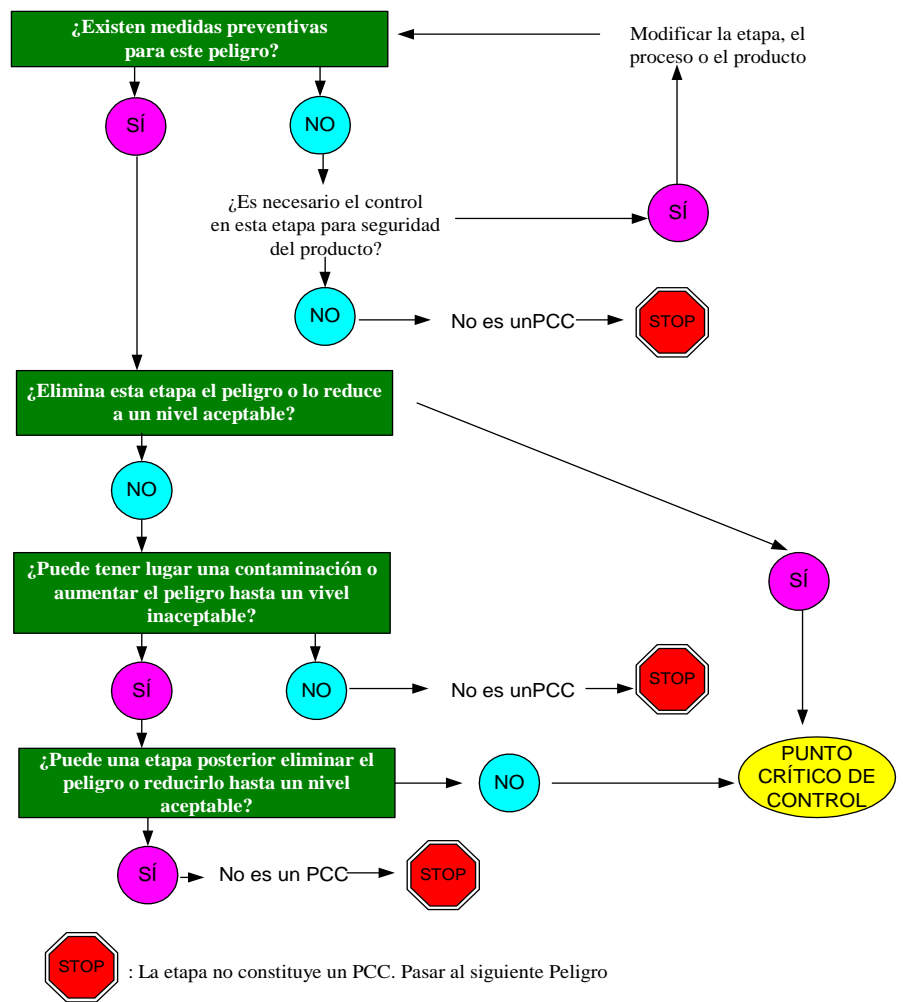 ¿Existen medidas preventivas
para este peligro?
Modificar la etapa, el
proceso o el producto
SÍ
NO
¿Es necesario el control
en esta etapa para seguridad
del producto?
SÍ
NO
No es unPCC
STOP
¿Elimina esta etapa el peligro o lo reduce
a un nivel aceptable?
NO
¿Puede tener lugar una contaminación o
aumentar el peligro hasta un vivel
inaceptable?
SÍ
SÍ
NO
No es unPCC
STOP
¿Puede una etapa posterior eliminar el
peligro o reducirlo hasta un nivel
aceptable?
NO
PUNTO
CRÍTICO DE
CONTROL
SÍ
No es un PCC
STOP
STOP
: La etapa no constituye un PCC. Pasar al siguiente Peligro